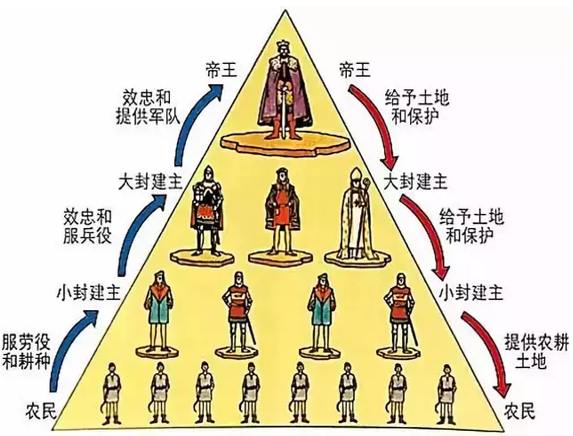 帝王
帝王
效忠和
提供军队
给予土地
和保护
大封建主
大封建主
效忠和
服兵役
给予土地
和保护
小封建主
小封建主
服劳役
和耕种
提供农耕
土地
农民
农民